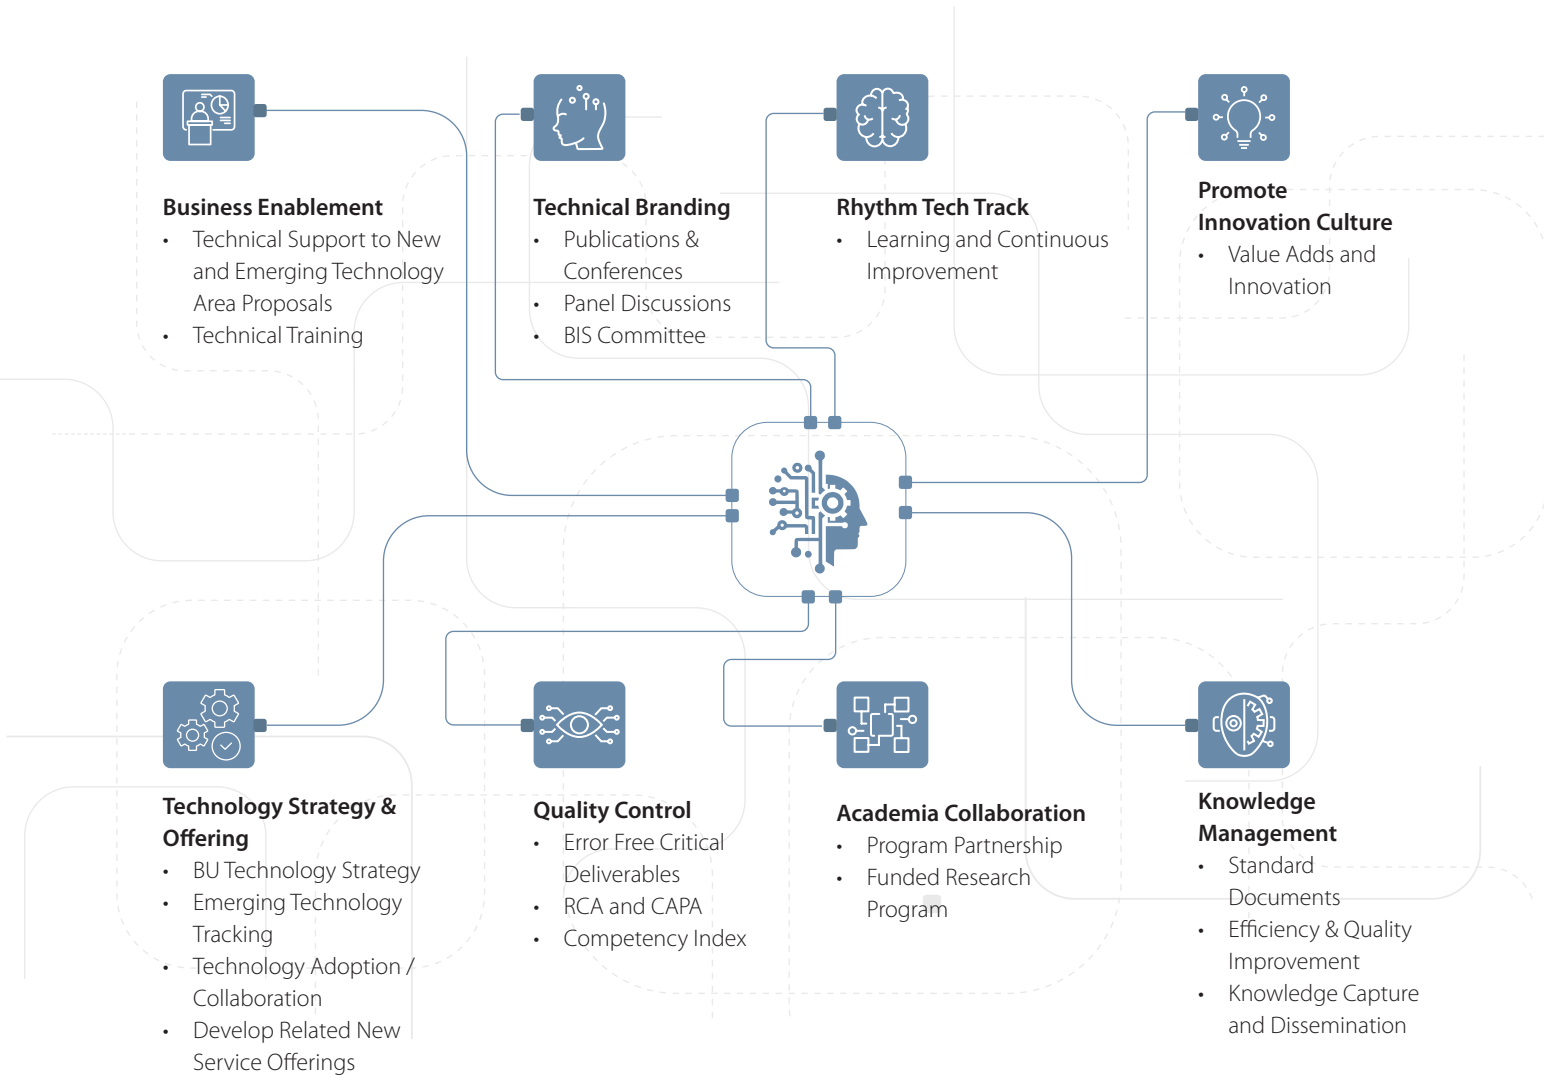 Business Enablement
• Technical Support to New
and Emerging Technology
Area Proposals
• Technical Training
Technical Branding
• Publications &
Conferences
• Panel Discussions
• BIS Committee
Rhythm Tech Track
• Learning and Continuous
Improvement
Promote
Innovation Culture
• Value Adds and
Innovation
Technology Strategy &
Offering
• BU Technology Strategy
• Emerging Technology
Tracking
• Technology Adoption /
Collaboration
• Develop Related New
Service Offerings
Quality Control
• Error Free Critical
Deliverables
• RCA and CAPA
• Competency Index
Academia Collaboration
• Program Partnership
• Funded Research
Program
Knowledge
Management
• Standard
Documents
• Efficiency & Quality
Improvement
• Knowledge Capture
and Dissemination